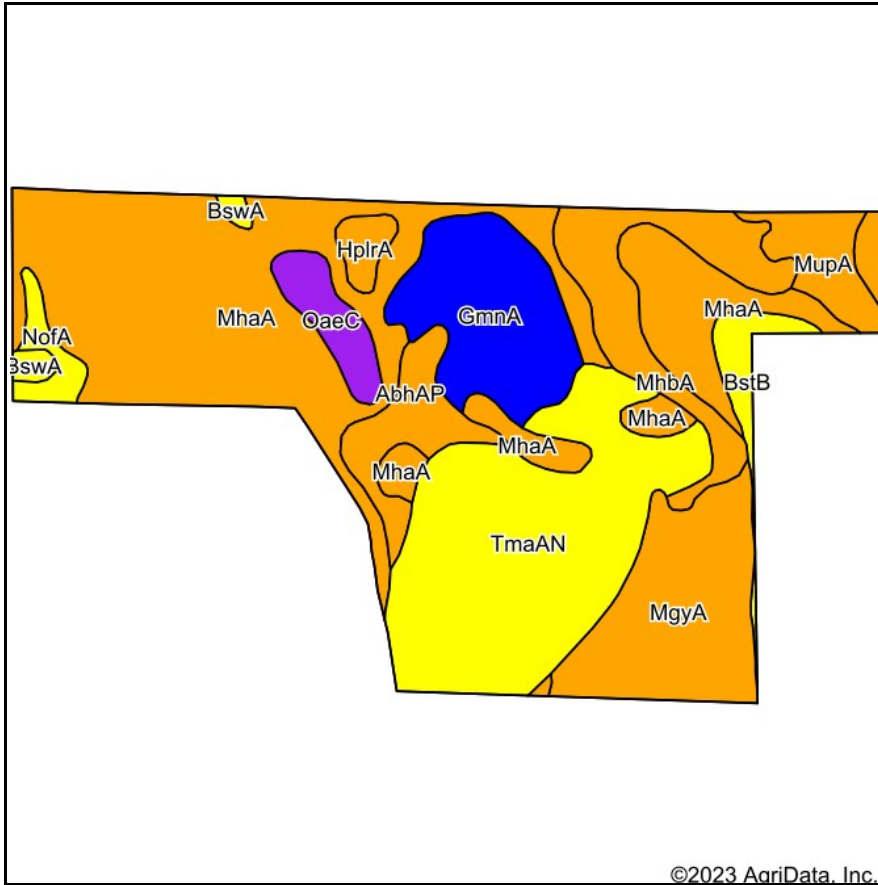 BswA
HplrA
MupA
MhaA
MhaA
OaeC
GmnA
NofA
BswA
AbhAP
MhbA
BstB
MhaA
MhaA
MhaA
TmaAN
MgyA
©2023 AgriData, Inc.